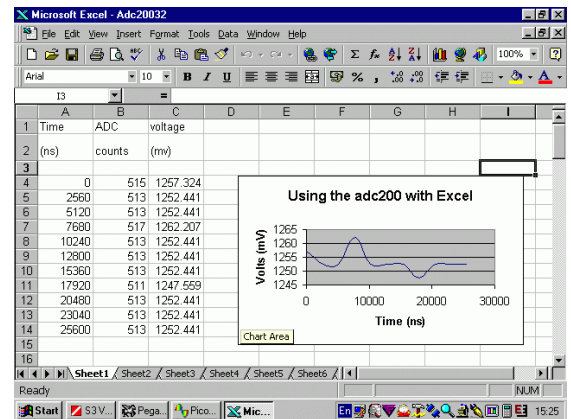 Microsoft Excel - Adc20032
File Edit View Insert Format Tools Data Window Help
100%
Arial 10 B I U % ,
I3 =
A B C D E F G H I
1 Time ADC voltage
2 (ns) counts (mv)
3
4 0 515 1257.324
5 2560 513 1252.441
6 5120 513 1252.441
7 7680 517 1262.207
8 10240 513 1252.441
9 12800 513 1252.441
10 15360 513 1252.441
11 17920 511 1247.559
12 20480 513 1252.441
13 23040 513 1252.441
14 25600 513 1252.441
15
16
Using the adc200 with Excel
Volts (mV)
1265
1260
1255
1250
1245
0 10000 20000 30000
Time (ns)
Chart Area
Sheet1 Sheet2 Sheet3 Sheet4 Sheet5 Sheet6
Ready NUM
Start S3 V... Pega... Pico... Mic... En 15:25